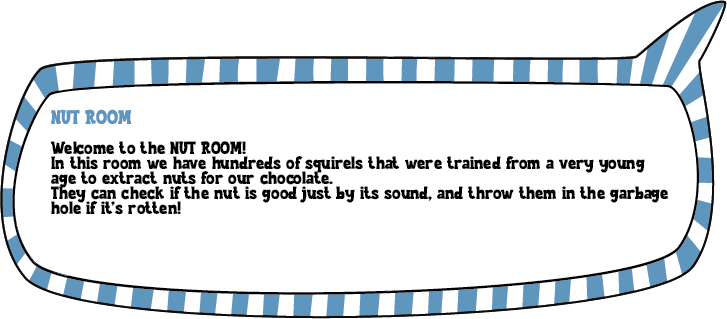 NUT ROOM
Welcome to the NUT ROOM!
In this room we have hundreds of squirels that were trained from a very young
age to extract nuts for our chocolate.
They can check if the nut is good just by its sound, and throw them in the garbage
hole if it's rotten!